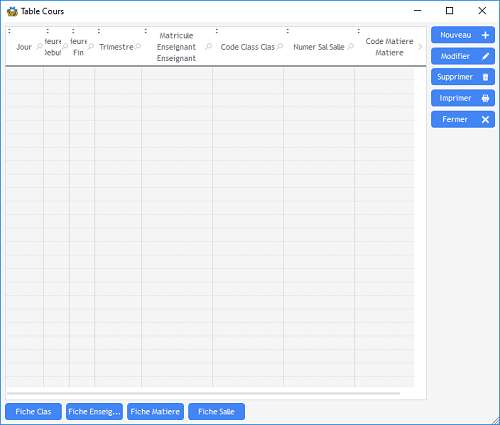 Table Cours
Nouveau
Modifier
Supprimer
Imprimer
Fermer
Jour
Heure
Debut
Heure
Fin
Trimestre
Matricule
Enseignant
Enseignant
Code Class Clas
Numer Sal Salle
Code Matiere
Matiere
Fiche Clas
Fiche Enseig...
Fiche Matiere
Fiche Salle